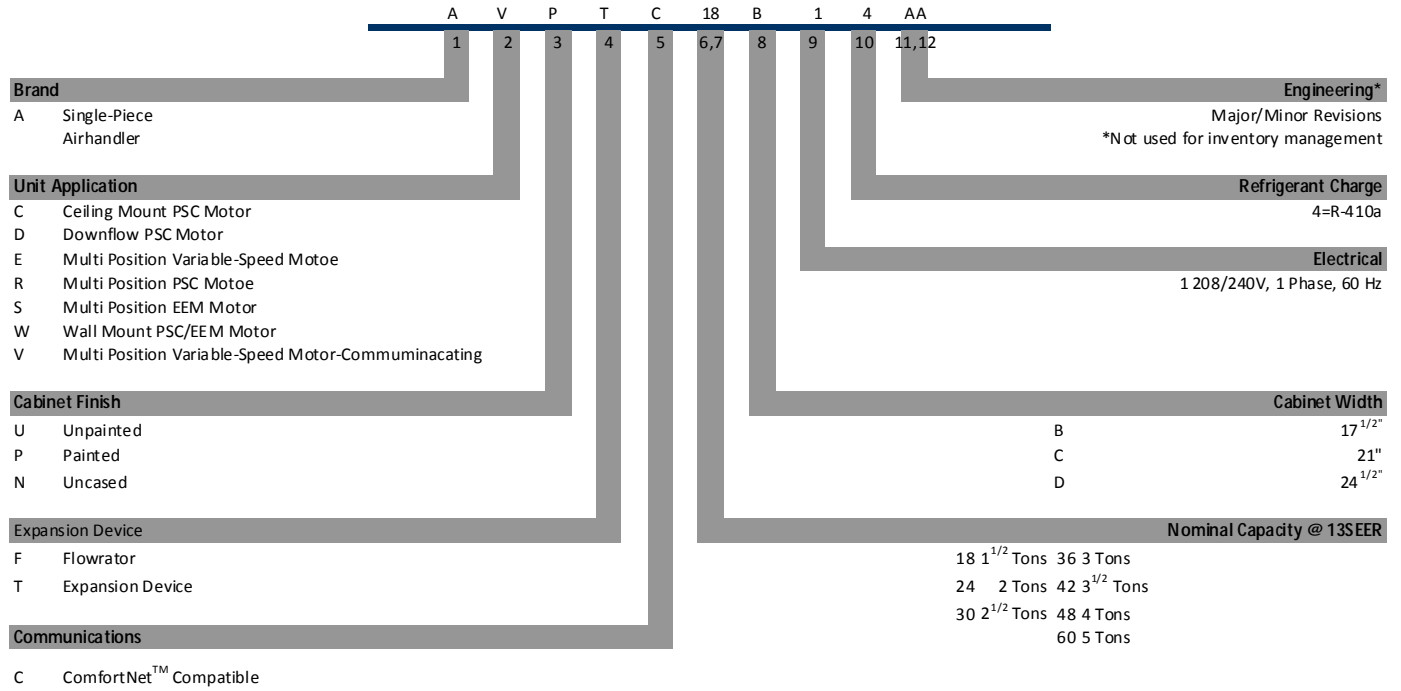 A V P T C 18 B 1 4 AA
1 2 3 4 5 6,7 8 9 10 11,12
Brand
A Single-Piece
Airhandler
Engineering*
Major/Minor Revisions
*Not used for inventory management
Unit Application
C Ceiling Mount PSC Motor
D Downflow PSC Motor
E Multi Position Variable-Speed Motoe
R Multi Position PSC Motoe
S Multi Position EEM Motor
W Wall Mount PSC/EEM Motor
V Multi Position Variable-Speed Motor-Commuminacating
Refrigerant Charge
4=R-410a
Electrical
1 208/240V, 1 Phase, 60 Hz
Cabinet Finish
U Unpainted
P Painted
N Uncased
Cabinet Width
B 17 1/2"
C 21"
D 24 1/2"
Expansion Device
F Flowrator
T Expansion Device
Nominal Capacity @ 13SEER
18 1 1/2 Tons 36 3 Tons
24 2 Tons 42 3 1/2 Tons
30 2 1/2 Tons 48 4 Tons
60 5 Tons
Communications
C ComfortNet™ Compatible